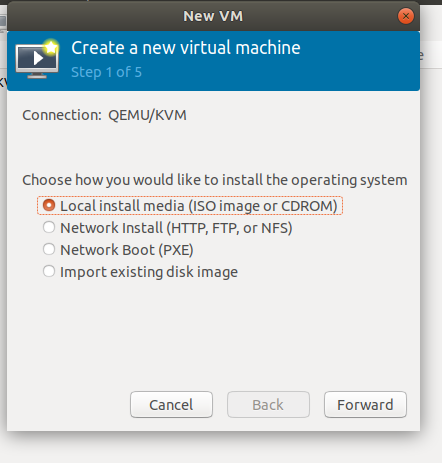 New VM
Create a new virtual machine
Step 1 of 5
Connection: QEMU/KVM
Choose how you would like to install the operating system
Local install media (ISO image or CDROM)
Network Install (HTTP, FTP, or NFS)
Network Boot (PXE)
Import existing disk image
Cancel Back Forward